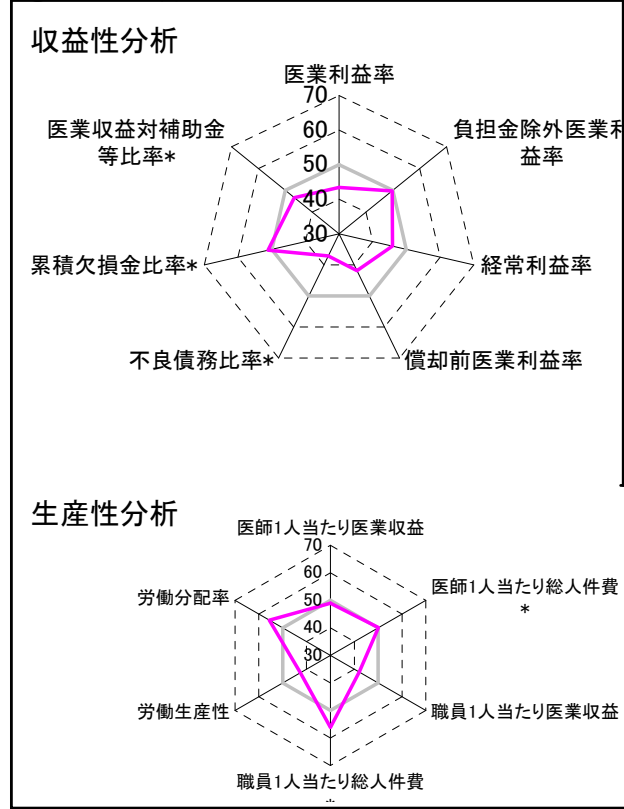 収益性分析
医業利益率
70
60
50
40
30
負担金除外医業利
益率
経常利益率
償却前医業利益率
不良債務比率*
累積欠損金比率*
医業収益対補助金
等比率*
生産性分析
医師1人当たり医業収益
70
60
50
40
30
医師1人当たり総人件費
*
職員1人当たり医業収益
職員1人当たり総人件費
*
労働生産性
労働分配率